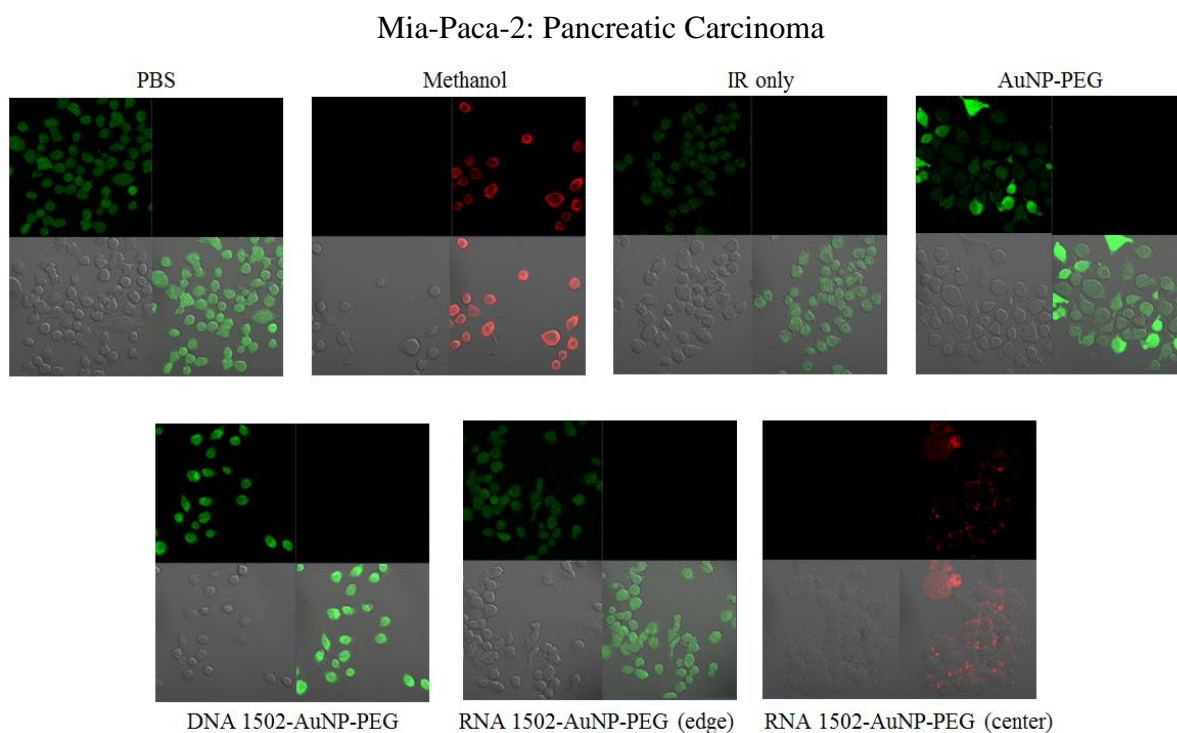 Mia-Paca-2: Pancreatic Carcinoma
PBS Methanol IR only AuNP-PEG
DNA 1502-AuNP-PEG RNA 1502-AuNP-PEG (edge) RNA 1502-AuNP-PEG (center)